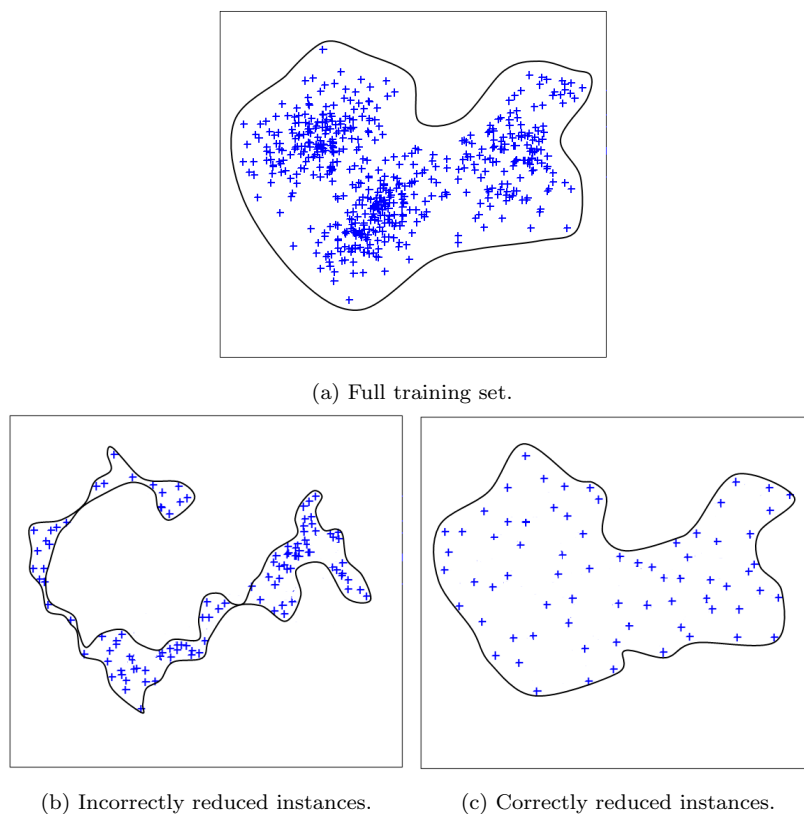 (a) Full training set.
(b) Incorrectly reduced instances.
(c) Correctly reduced instances.